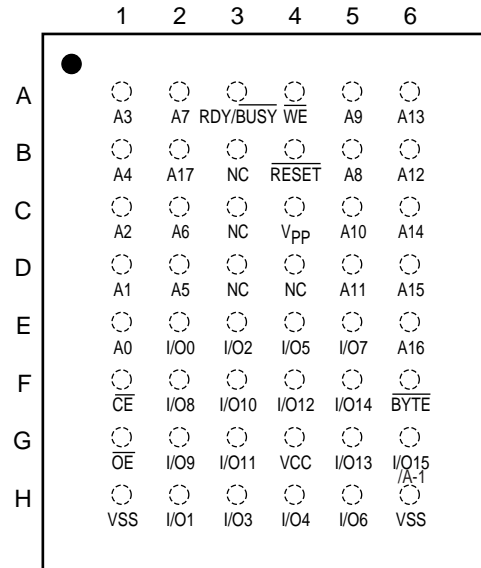 1 2 3 4 5 6
A
A3 A7 RDY/BUSY WE A9 A13
B
A4 A17 NC RESET A8 A12
C
A2 A6 NC VPP A10 A14
D
A1 A5 NC NC A11 A15
E
A0 I/O0 I/O2 I/O5 I/O7 A16
F
CE I/O8 I/O10 I/O12 I/O14 BYTE
G
OE I/O9 I/O11 VCC I/O13 I/O15
/A-1
H
VSS I/O1 I/O3 I/O4 I/O6 VSS